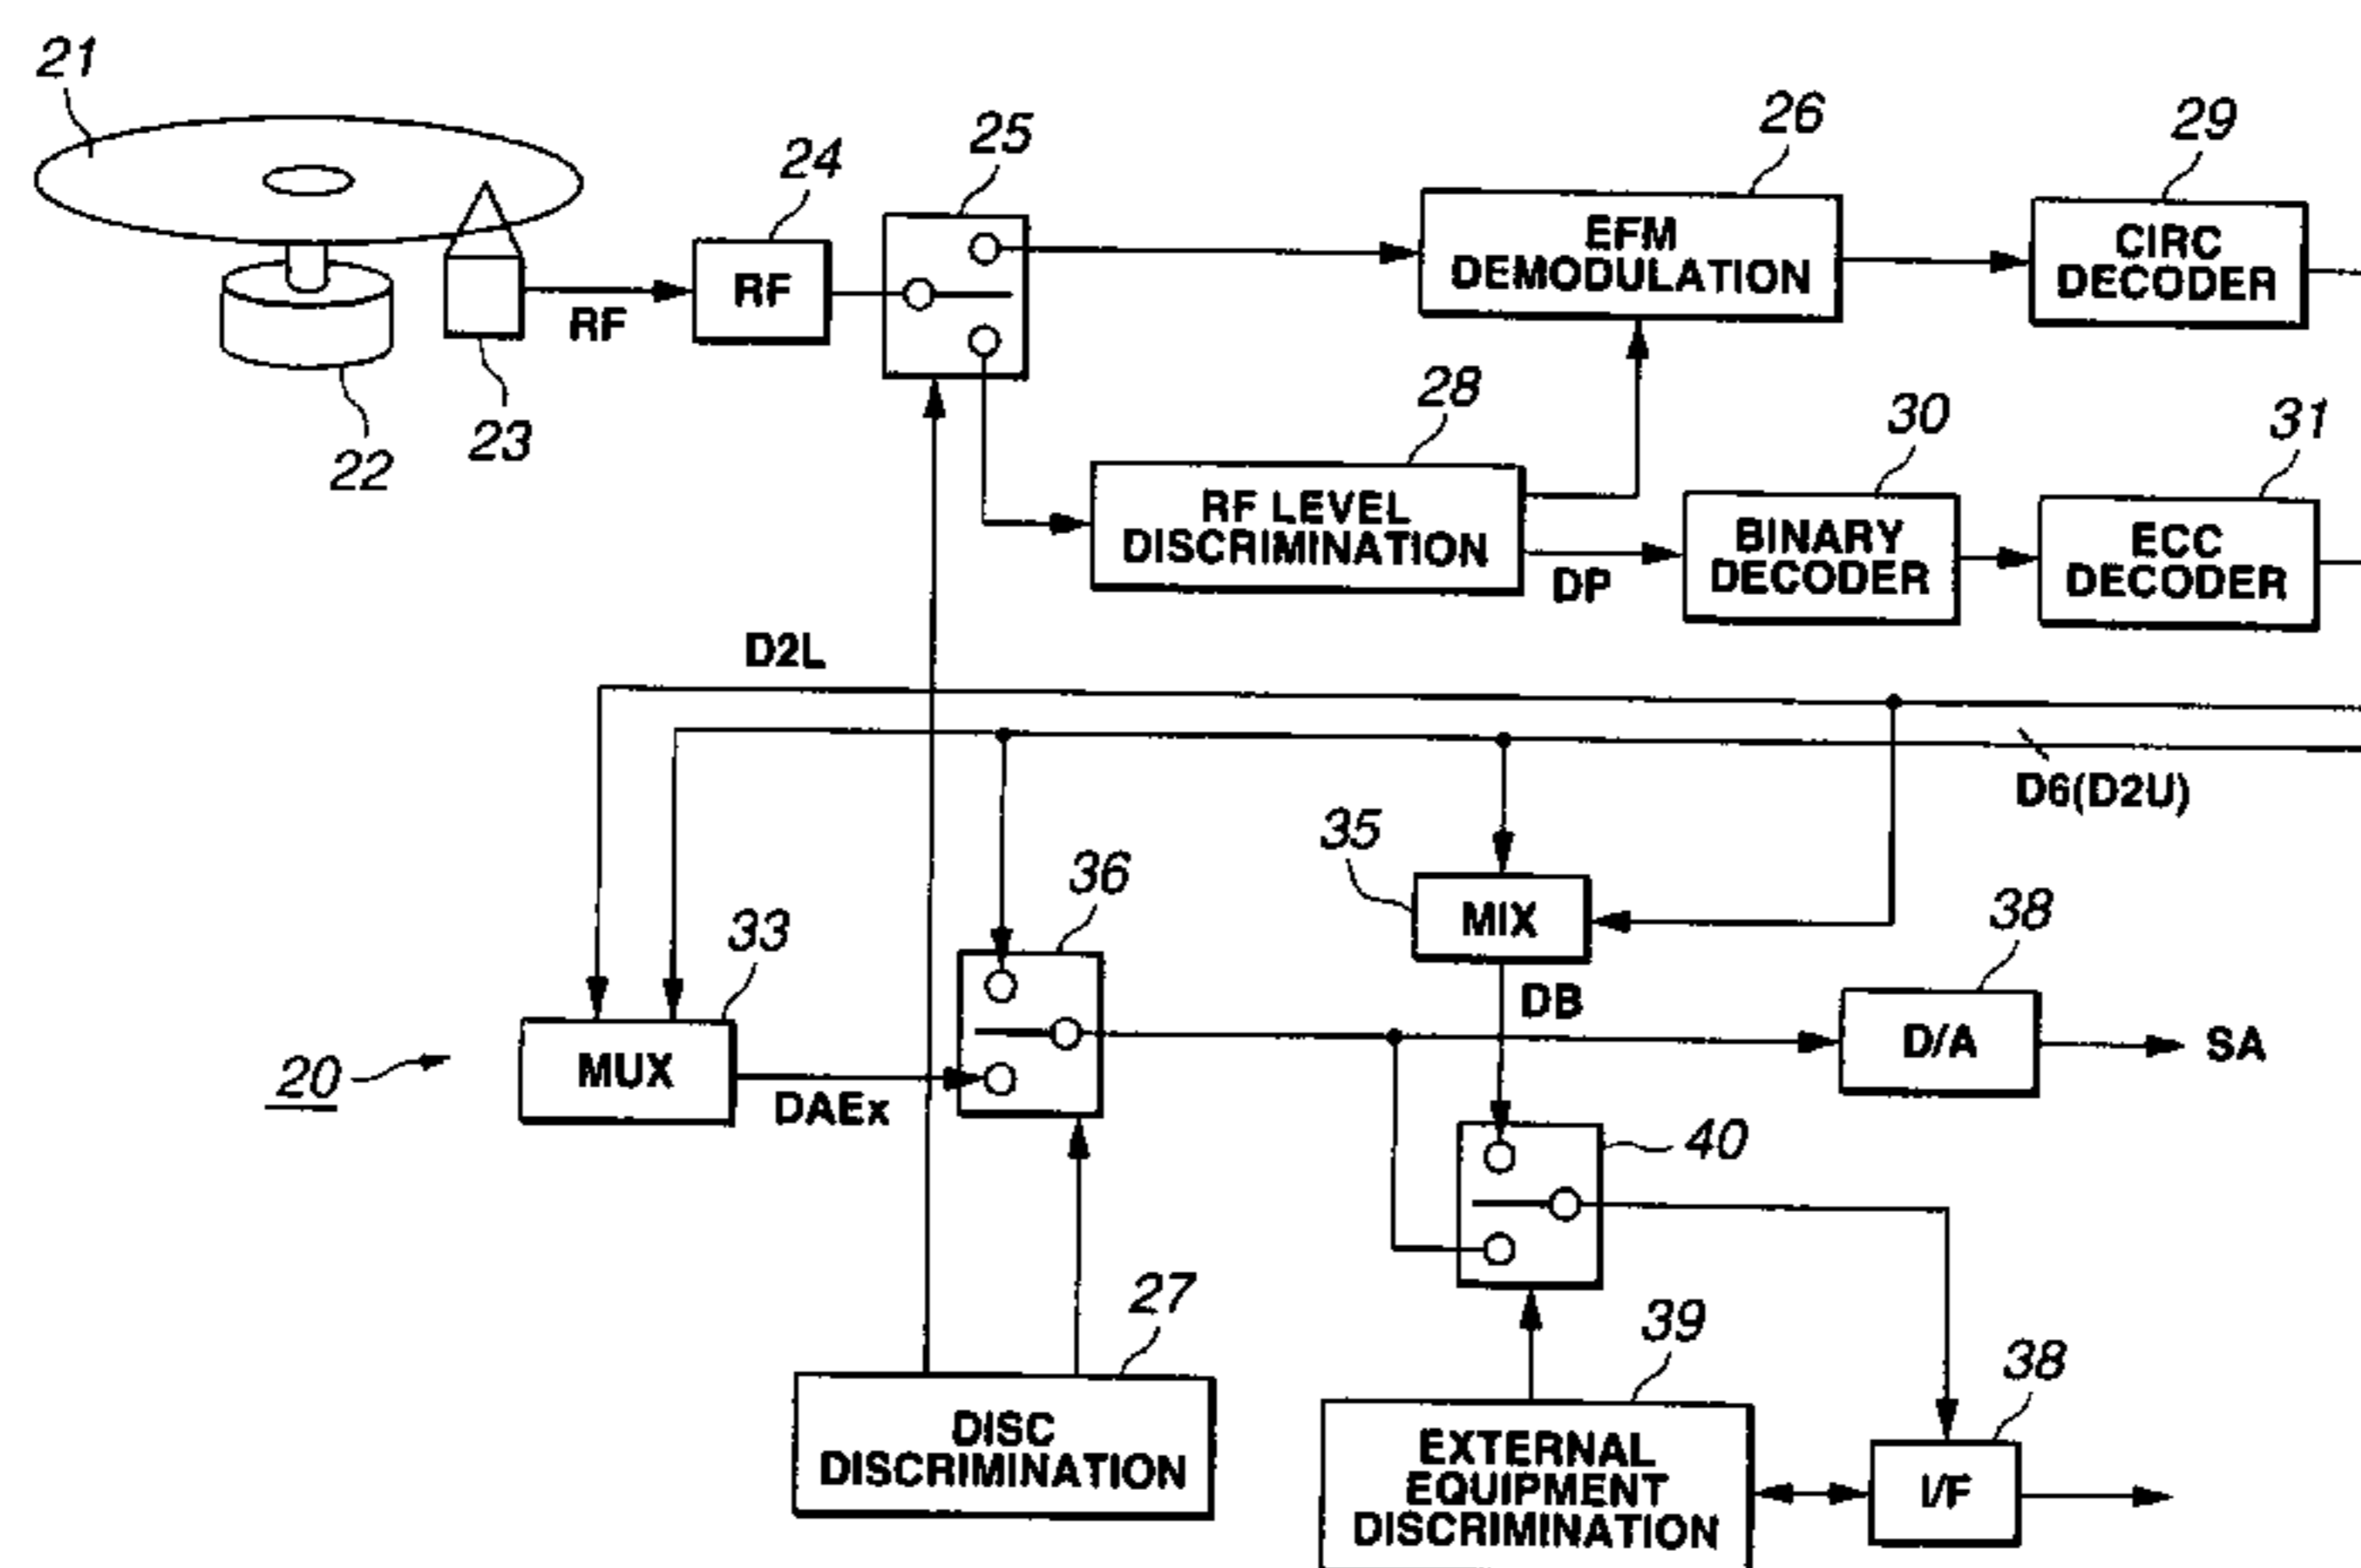 21
22
23
RF
24
RF
25
26
EFM
DEMODULATION
29
CIRC
DECODER
28
RF LEVEL
DISCRIMINATION
DP
30
BINARY
DECODER
31
ECC
DECODER
D2L
D6(D2U)
35
MIX
DB
36
33
MUX
DAEx
20
38
D/A
SA
40
27
DISC
DISCRIMINATION
39
EXTERNAL
EQUIPMENT
DISCRIMINATION
38
I/F